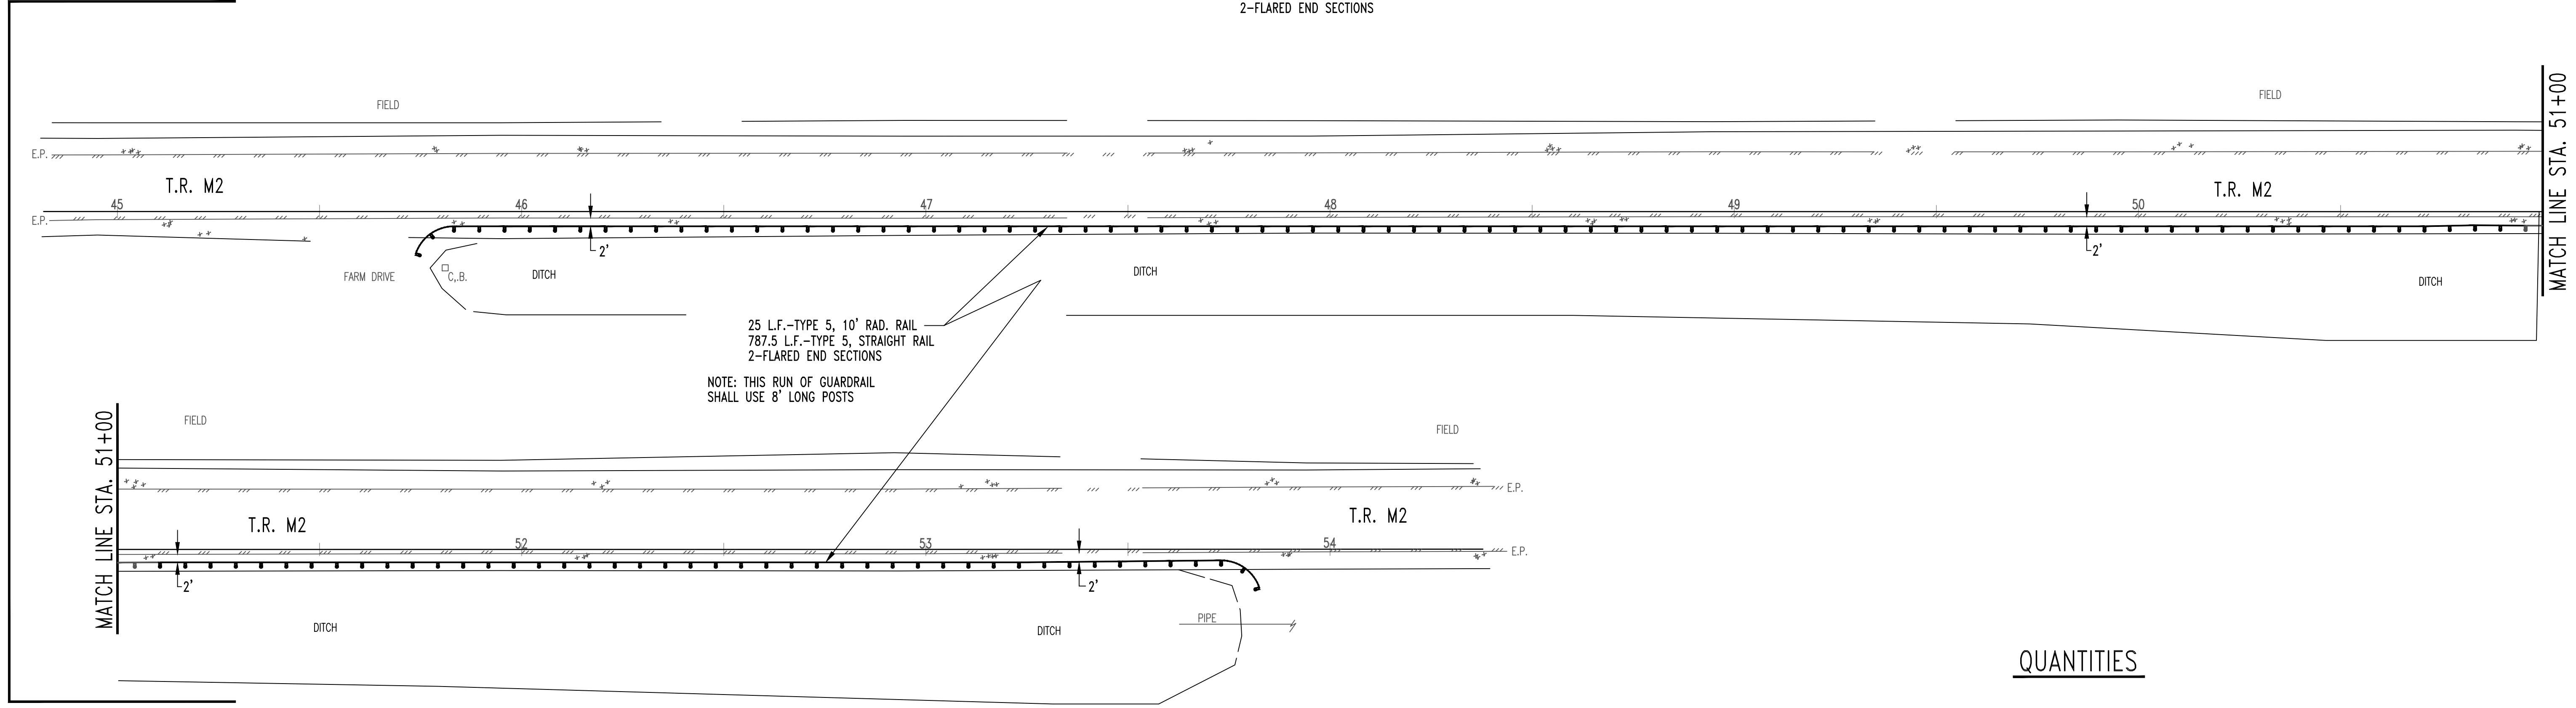 2-FLARED END SECTIONS
FIELD
FIELD
E.P.
T.R. M2
T.R. M2
45
46
47
48
49
50
E.P.
2'
2'
FARM DRIVE
C,.B.
DITCH
DITCH
DITCH
MATCH LINE STA. 51+00
25 L.F.-TYPE 5, 10' RAD. RAIL
787.5 L.F.-TYPE 5, STRAIGHT RAIL
2-FLARED END SECTIONS
NOTE: THIS RUN OF GUARDRAIL
SHALL USE 8' LONG POSTS
MATCH LINE STA. 51+00
FIELD
FIELD
E.P.
T.R. M2
T.R. M2
52
53
54
E.P.
2'
2'
DITCH
DITCH
PIPE
QUANTITIES